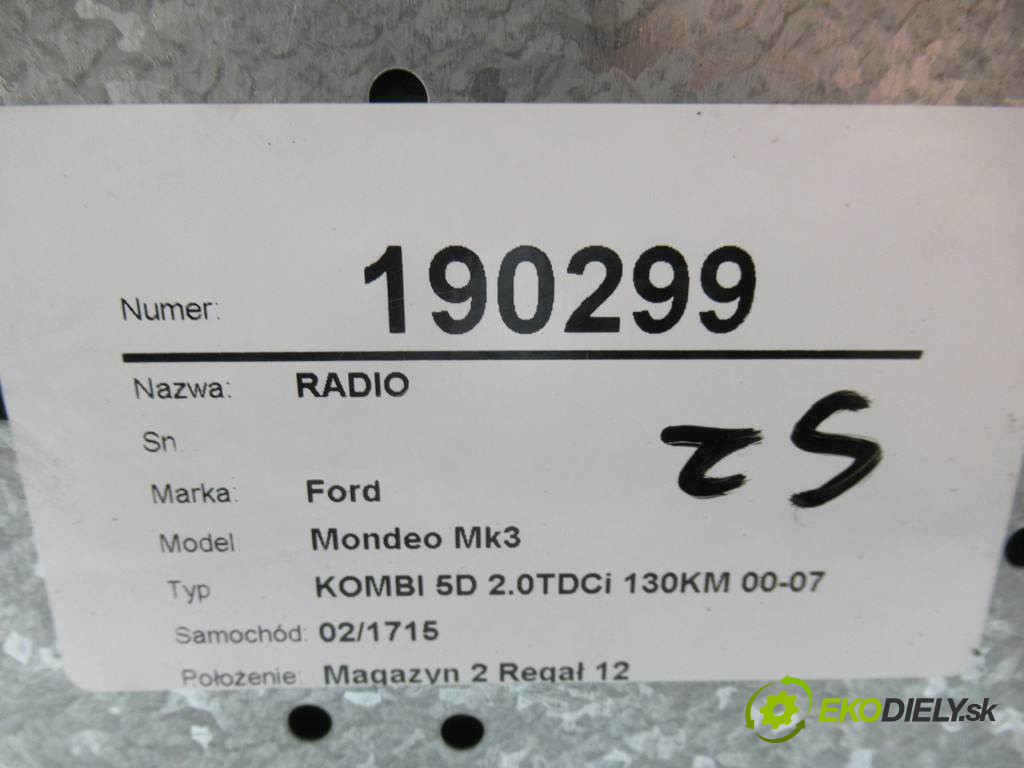 Numer: 190299
Nazwa: RADIO
Sn
Marka: Ford
Model Mondeo Mk3
Typ KOMBI 5D 2.0TDCi 130KM 00-07
Samochód: 02/1715
Położenie: Magazyn 2 Regał 12
25
EKODIELY.sk